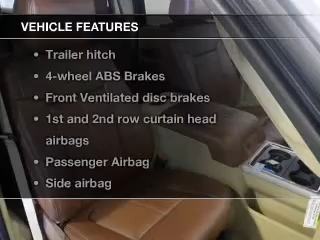 VEHICLE FEATURES
• Trailer hitch
• 4-wheel ABS Brakes
• Front Ventilated disc brakes
• 1st and 2nd row curtain head
airbags
• Passenger Airbag
• Side airbag